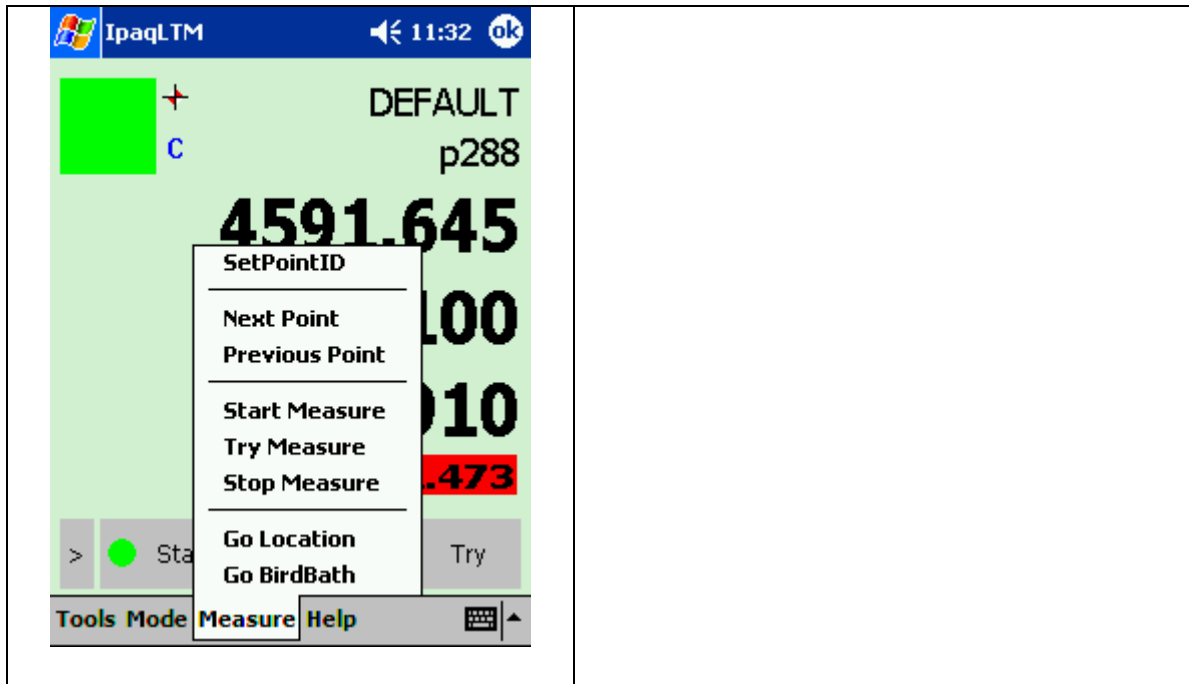 IpaqLTM 11:32 ok
DEFAULT
C p288
4591.645
SetPointID
Next Point
Previous Point
Start Measure
Try Measure
Stop Measure
Go Location
Go BirdBath
100
910
.473
> Sta Try
Tools Mode Measure Help